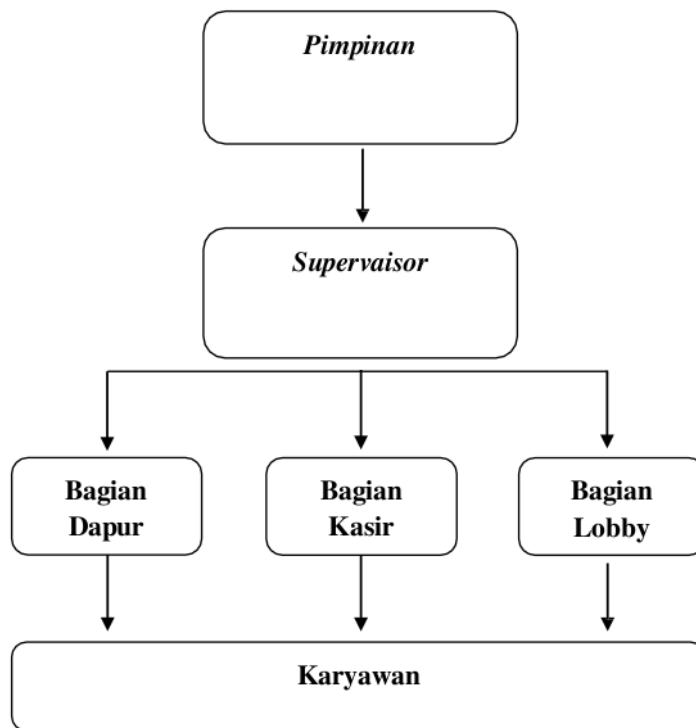 Pimpinan
Supervaisor
Bagian
Dapur
Bagian
Kasir
Bagian
Lobby
Karyawan